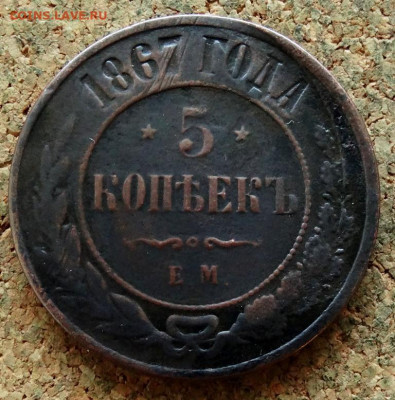 COINS.LAVE.RU
1867 ГОДА
5
КОПѢЕКЪ
Е М